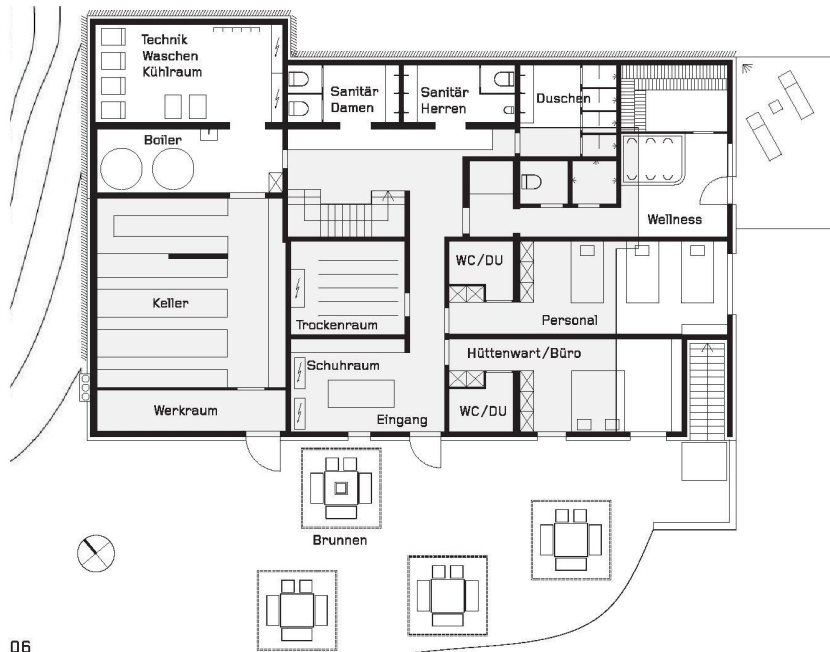 Technik
Waschen
Kühlraum
Sanitär
Damen
Sanitär
Herren
Duschen
Boiler
Wellness
WC/DU
Keller
Trockenraum
Personal
Hüttenwart/Büro
Schuhraum
Werkraum
Eingang
WC/DU
Brunnen
06